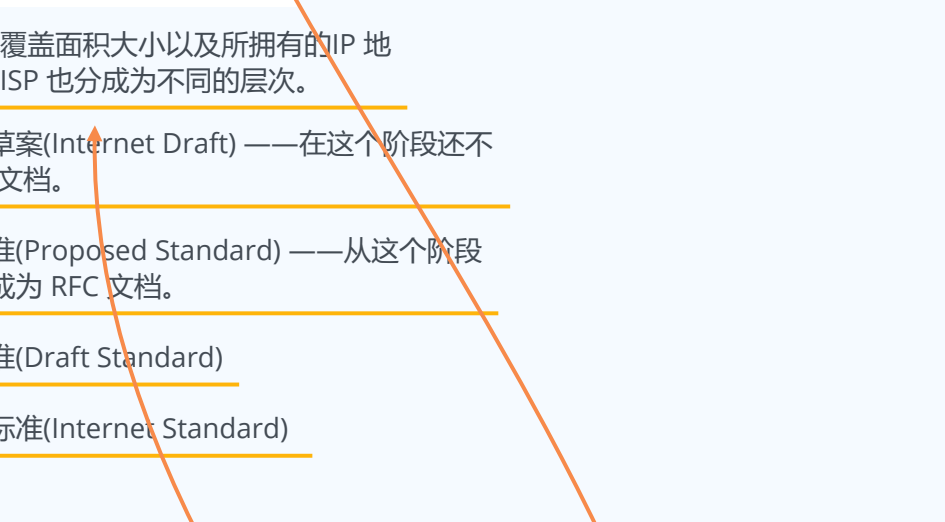 覆盖面积大小以及所拥有的IP 地
ISP 也分成为不同的层次。
草案(Internet Draft) ——在这个阶段还不
文档。
准(Proposed Standard) ——从这个阶段
成为 RFC 文档。
准(Draft Standard)
标准(Internet Standard)